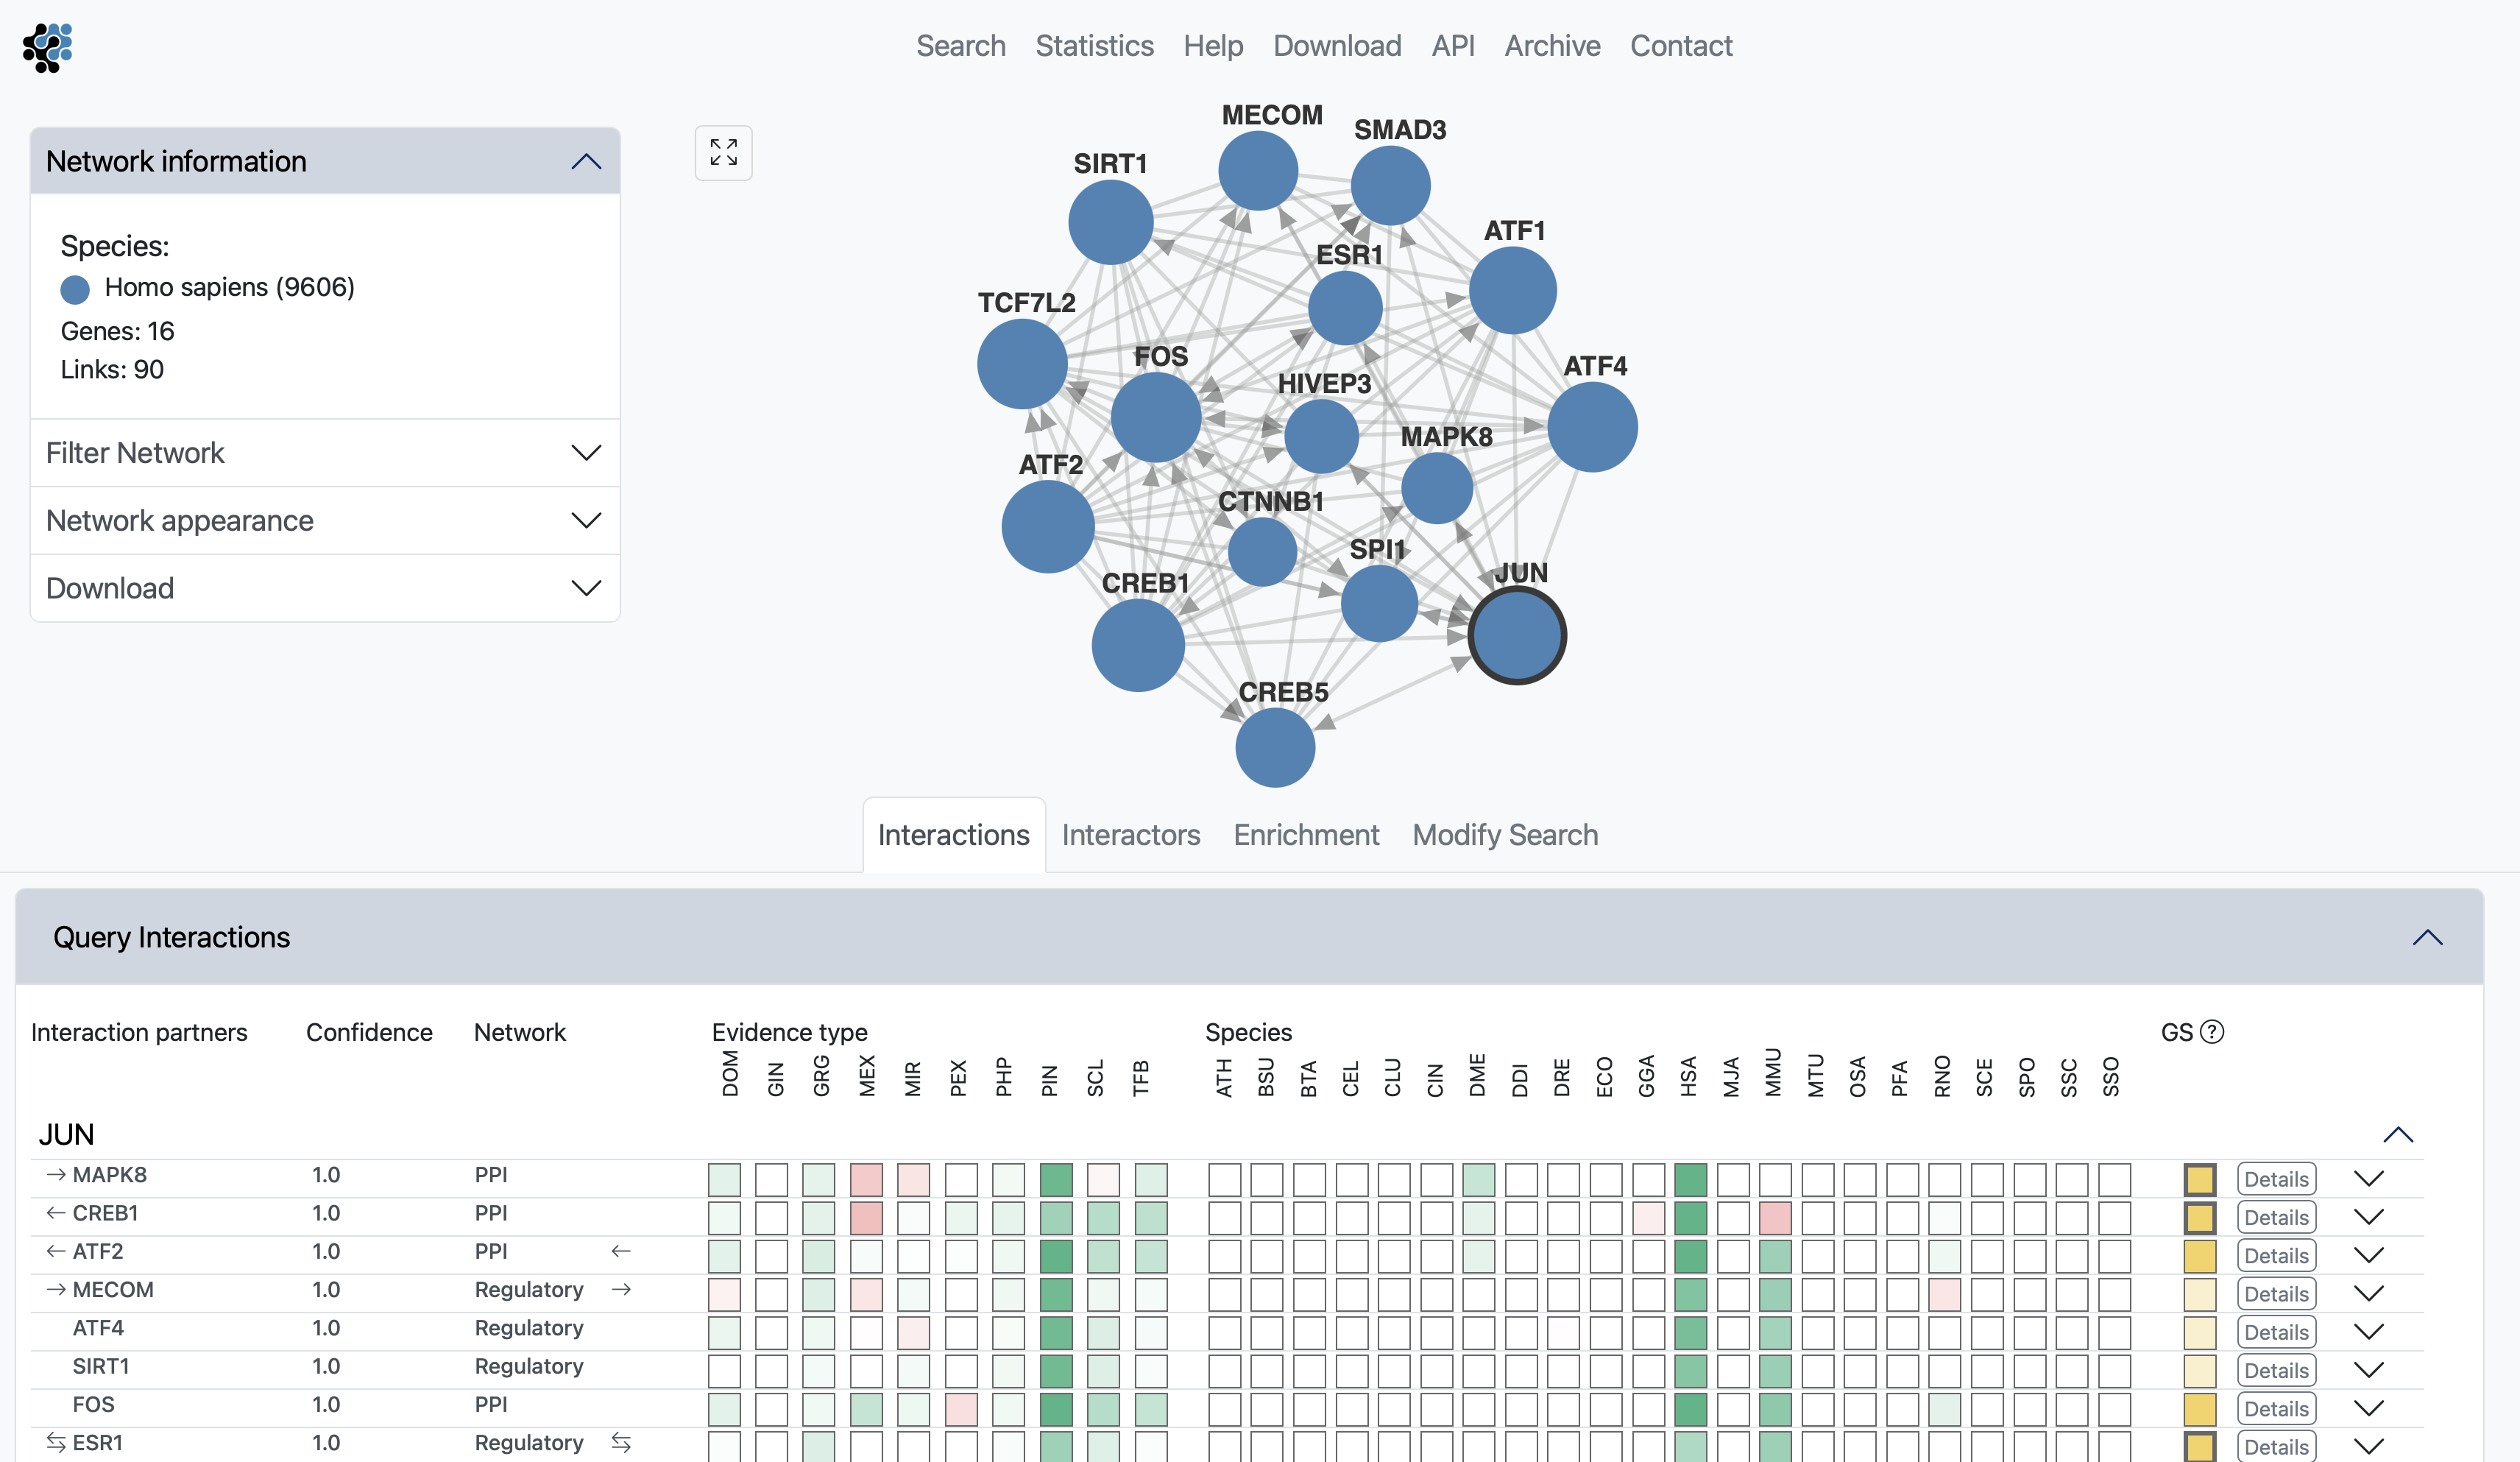 Search Statistics Help Download API Archive Contact
Network information
Species:
Homo sapiens (9606)
Genes: 16
Links: 90
Filter Network
Network appearance
Download
MECOM
SMAD3
SIRT1
ATF1
ESR1
TCF7L2
FOS
ATF4
HIVEP3
MAPK8
ATF2
CTNNB1
SPI1
JUN
CREB1
CREB5
Interactions Interactors Enrichment Modify Search
Query Interactions
Interaction partners Confidence Network Evidence type Species GS ?
DOM GIN GRG MEX MIR PEX PHP PIN SCL TFB ATH BSU BTA CEL CLU CIN DME DDI DRE ECO GGA HSA MJA MMU MTU OSA PFA RNO SCE SPO SSC SSO
JUN
→ MAPK8 1.0 PPI Details
← CREB1 1.0 PPI Details
← ATF2 1.0 PPI ← Details
→ MECOM 1.0 Regulatory → Details
ATF4 1.0 Regulatory Details
SIRT1 1.0 Regulatory Details
FOS 1.0 PPI Details
⇆ ESR1 1.0 Regulatory ⇆ Details